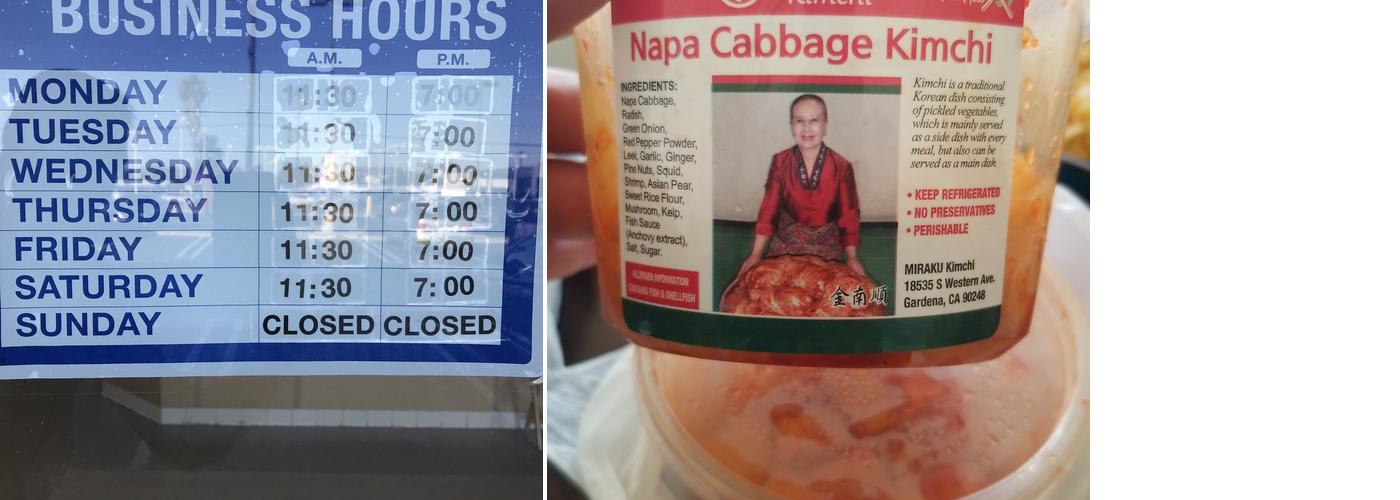 BUSINESS HOURS
A.M. P.M.
MONDAY 11:30 7:00
TUESDAY 11:30 7:00
WEDNESDAY 11:30 7:00
THURSDAY 11:30 7:00
FRIDAY 11:30 7:00
SATURDAY 11:30 7:00
SUNDAY CLOSED CLOSED
Napa Cabbage Kimchi
INGREDIENTS:
Napa Cabbage,
Radish,
Green Onion,
Red Pepper Powder,
Leek, Garlic, Ginger,
Pine Nuts, Squid,
Shrimp, Asian Pear,
Sweet Rice Flour,
Mushroom, Kelp,
Fish Sauce
(Anchovy extract),
Salt, Sugar.
ALLERGEN INFORMATION
CONTAINS FISH & SHELLFISH
金南順
Kimchi is a traditional
Korean dish consisting
of pickled vegetables,
which is mainly served
as a side dish with every
meal, but also can be
served as a main dish.
• KEEP REFRIGERATED
• NO PRESERVATIVES
• PERISHABLE
MIRAKU Kimchi
18535 S Western Ave.
Gardena, CA 90248